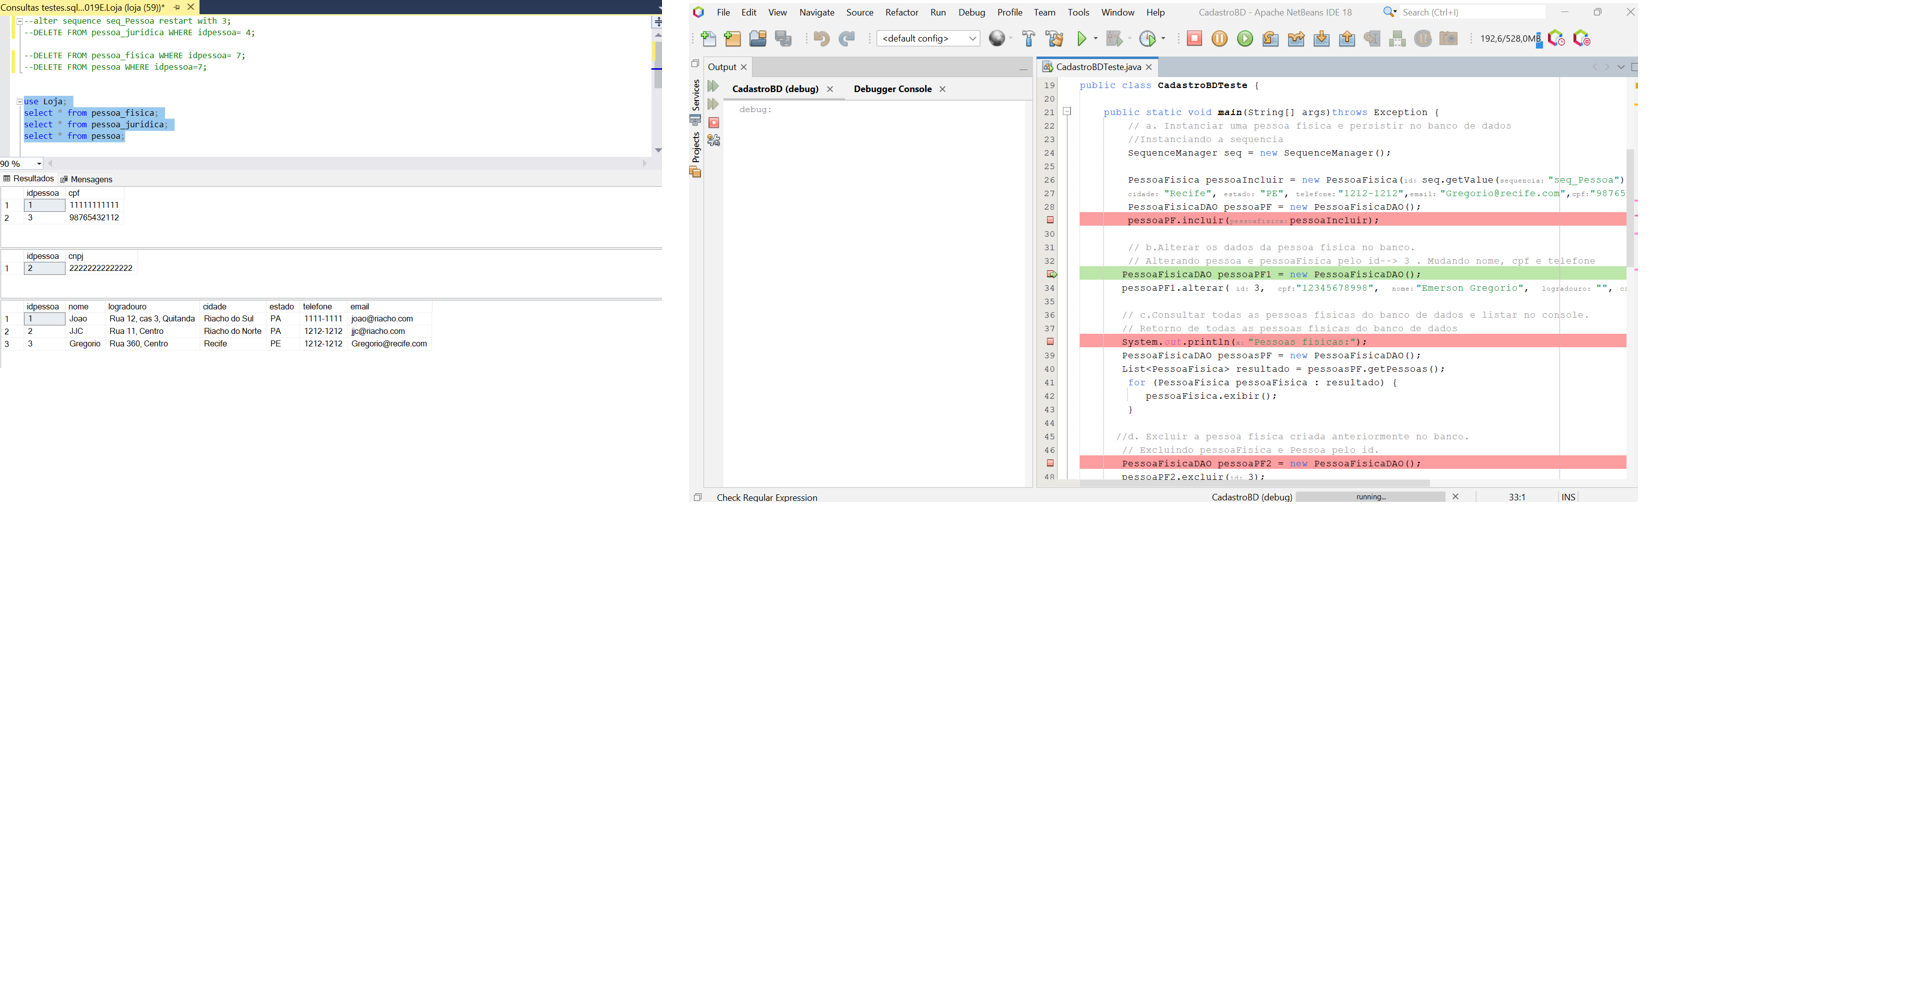 Consultas testes.sql...019E.Loja (loja (59))*
--alter sequence seq_Pessoa restart with 3;
--DELETE FROM pessoa_juridica WHERE idpessoa= 4;
--DELETE FROM pessoa_fisica WHERE idpessoa= 7;
--DELETE FROM pessoa WHERE idpessoa=7;
use Loja;
select * from pessoa_fisica;
select * from pessoa_juridica;
select * from pessoa;
90 %
Resultados Mensagens
idpessoa cpf
1 1 11111111111
2 3 98765432112
idpessoa cnpj
1 2 22222222222222
idpessoa nome logradouro cidade estado telefone email
1 1 Joao Rua 12, cas 3, Quitanda Riacho do Sul PA 1111-1111 joao@riacho.com
2 2 JJC Rua 11, Centro Riacho do Norte PA 1212-1212 jjc@riacho.com
3 3 Gregorio Rua 360, Centro Recife PE 1212-1212 Gregorio@recife.com
File Edit View Navigate Source Refactor Run Debug Profile Team Tools Window Help CadastroBD - Apache NetBeans IDE 18 Search (Ctrl+I)
<default config> 192,6/528,0MB
Services
Projects
Output
CadastroBD (debug) Debugger Console
debug:
CadastroBDTeste.java
19 public class CadastroBDTeste {
20
21 public static void main(String[] args)throws Exception {
22 // a. Instanciar uma pessoa física e persistir no banco de dados
23 //Instanciando a sequencia
24 SequenceManager seq = new SequenceManager();
25
26 PessoaFisica pessoaIncluir = new PessoaFisica(id: seq.getValue(sequencia: "seq_Pessoa")
27 cidade: "Recife", estado: "PE", telefone: "1212-1212",email: "Gregorio@recife.com",cpf:"98765
28 PessoaFisicaDAO pessoaPF = new PessoaFisicaDAO();
pessoaPF.incluir(pessoafisica:pessoaIncluir);
30
31 // b.Alterar os dados da pessoa física no banco.
32 // Alterando pessoa e pessoaFisica pelo id--> 3 . Mudando nome, cpf e telefone
PessoaFisicaDAO pessoaPF1 = new PessoaFisicaDAO();
34 pessoaPF1.alterar( id: 3, cpf:"12345678998", nome:"Emerson Gregorio", logradouro: "", c
35
36 // c.Consultar todas as pessoas físicas do banco de dados e listar no console.
37 // Retorno de todas as pessoas fisicas do banco de dados
System.out.println(x: "Pessoas fisicas:");
39 PessoaFisicaDAO pessoasPF = new PessoaFisicaDAO();
40 List<PessoaFisica> resultado = pessoasPF.getPessoas();
41 for (PessoaFisica pessoaFisica : resultado) {
42 pessoaFisica.exibir();
43 }
44
45 //d. Excluir a pessoa física criada anteriormente no banco.
46 // Excluindo pessoaFisica e Pessoa pelo id.
PessoaFisicaDAO pessoaPF2 = new PessoaFisicaDAO();
48 pessoaPF2.excluir(id: 3);
Check Regular Expression CadastroBD (debug) running... 33:1 INS